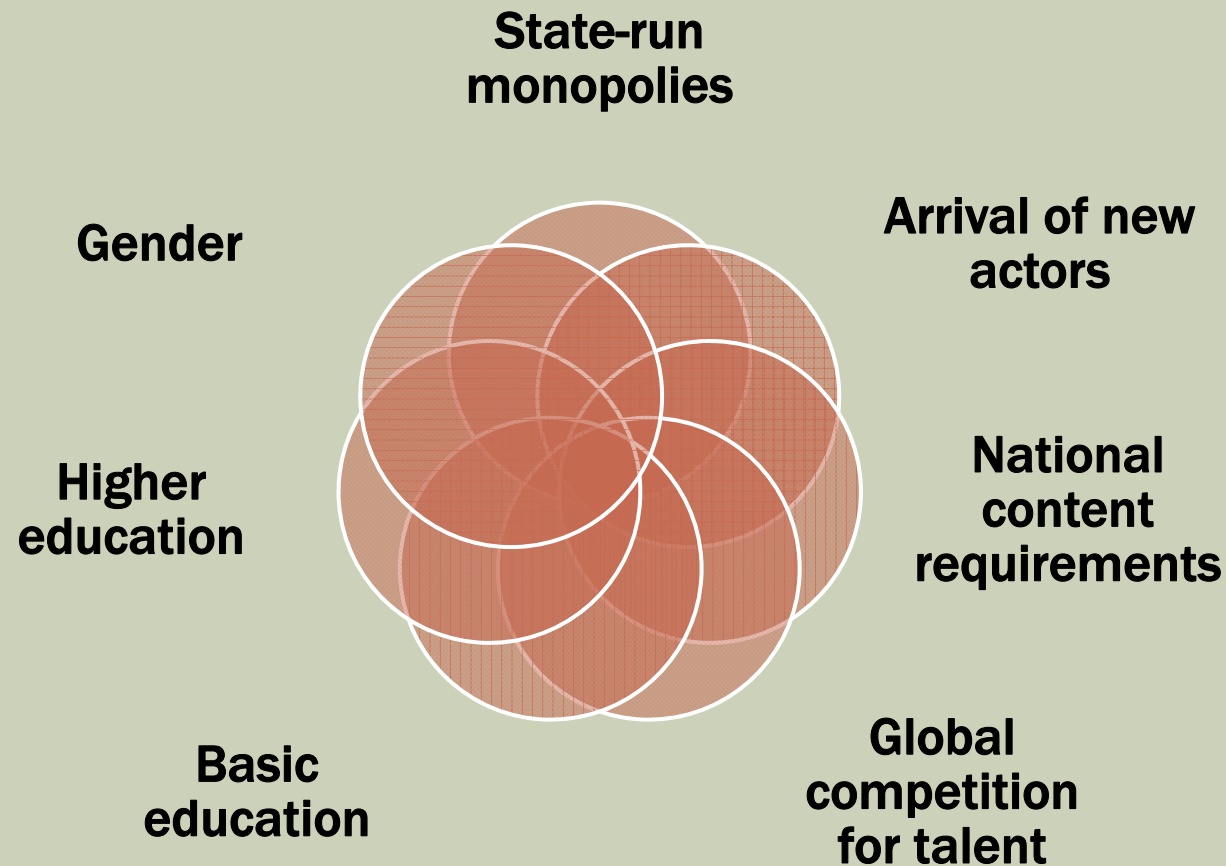 State-run
monopolies
Arrival of new
actors
National
content
requirements
Global
competition
for talent
Basic
education
Higher
education
Gender